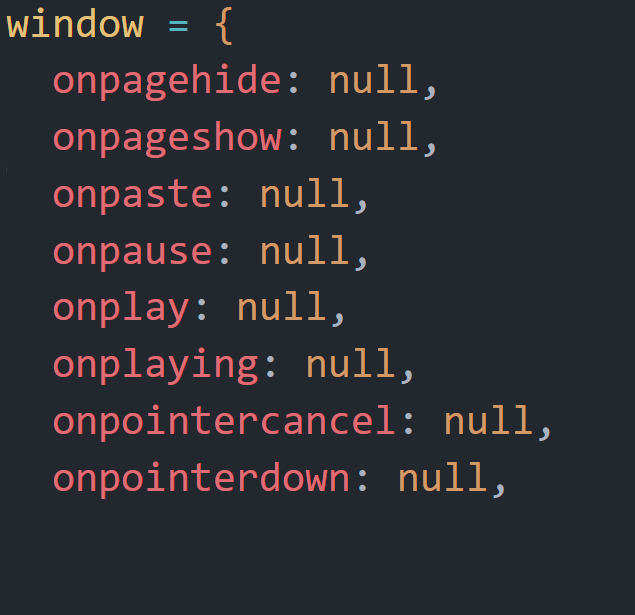 window = {
onpagehide: null,
onpageshow: null,
onpaste: null,
onpause: null,
onplay: null,
onplaying: null,
onpointercancel: null,
onpointerdown: null,